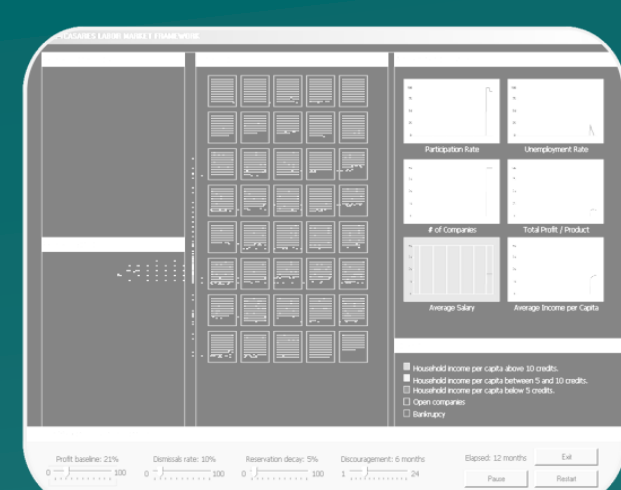 LABOR MARKET FRAMEWORK
Participation Rate
Unemployment Rate
# of Companies
Total Profit / Product
Average Salary
Average Income per Capita
Household income per capita above 10 credits.
Household income per capita between 5 and 10 credits.
Household income per capita below 5 credits.
Open companies
Bankrupcy
Profit baseline: 21%
0 100
Dismissals rate: 10%
0 100
Reservation decay: 5%
0 100
Discouragement: 6 months
1 24
Elapsed: 12 months
Exit
Pause
Restart